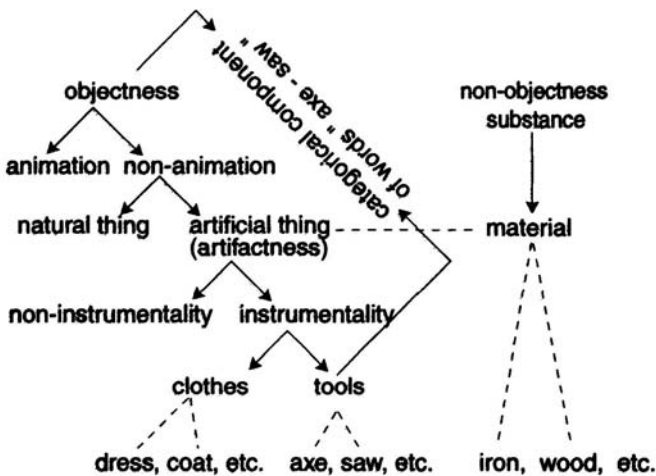 categorical component
of words " axe - saw "
objectness
non-objectness
substance
animation non-animation
natural thing artificial thing
(artifactness)
material
non-instrumentality instrumentality
clothes tools
dress, coat, etc. axe, saw, etc. iron, wood, etc.